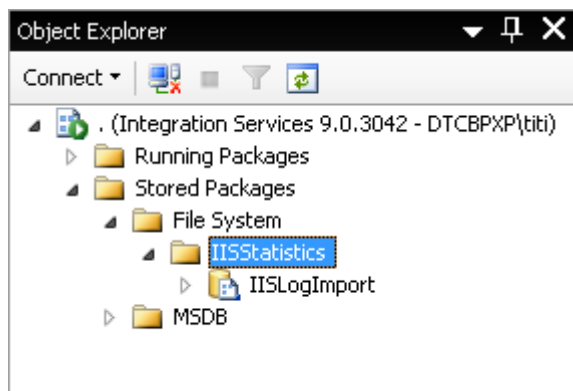 Object Explorer
Connect
. (Integration Services 9.0.3042 - DTCBPXP\titi)
Running Packages
Stored Packages
File System
IISStatistics
IISLogImport
MSDB